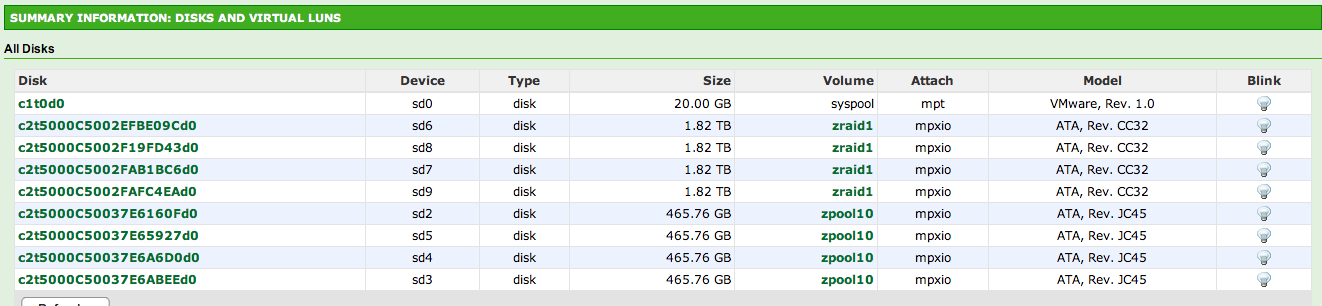 SUMMARY INFORMATION: DISKS AND VIRTUAL LUNS
All Disks
Disk Device Type Size Volume Attach Model Blink
c1t0d0 sd0 disk 20.00 GB syspool mpt VMware, Rev. 1.0
c2t5000C5002EFBE09Cd0 sd6 disk 1.82 TB zraid1 mpxio ATA, Rev. CC32
c2t5000C5002F19FD43d0 sd8 disk 1.82 TB zraid1 mpxio ATA, Rev. CC32
c2t5000C5002FAB1BC6d0 sd7 disk 1.82 TB zraid1 mpxio ATA, Rev. CC32
c2t5000C5002FAFC4EAd0 sd9 disk 1.82 TB zraid1 mpxio ATA, Rev. CC32
c2t5000C50037E6160Fd0 sd2 disk 465.76 GB zpool10 mpxio ATA, Rev. JC45
c2t5000C50037E65927d0 sd5 disk 465.76 GB zpool10 mpxio ATA, Rev. JC45
c2t5000C50037E6A6D0d0 sd4 disk 465.76 GB zpool10 mpxio ATA, Rev. JC45
c2t5000C50037E6ABEEd0 sd3 disk 465.76 GB zpool10 mpxio ATA, Rev. JC45